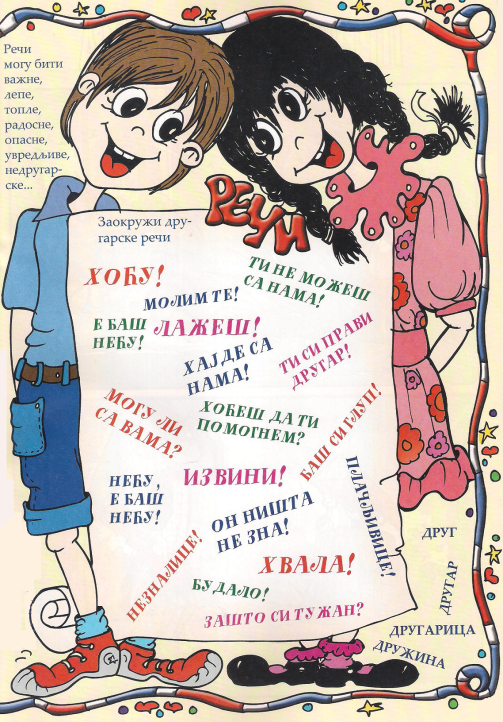 Речи
могу бити
важне,
лепе,
топле,
радосне,
опасне,
увредљиве,
недругар-
ске...
РЕЧИ
Заокружи дру-
гарске речи
ХОЋУ!
ТИ НЕ МОЖЕШ
СА НАМА!
МОЛИМ ТЕ!
Е БАШ
НЕЋУ!
ЛАЖЕШ!
ХАЈДЕ СА
НАМА!
ТИ СИ ПРАВИ
ДРУГАР!
МОГУ ЛИ
СА ВАМА?
ХОЋЕШ ДА ТИ
ПОМОГНЕМ?
БАШ СИ ГЛУП!
НЕЋУ,
Е БАШ
НЕЋУ!
ИЗВИНИ!
ПЛАЧЉИВИЦЕ!
ОН НИШТА
НЕ ЗНА!
НЕЗНАЛИЦЕ!
ХВАЛА!
БУДАЛО!
ЗАШТО СИ ТУЖАН?
ДРУГ
ДРУГАР
ДРУГАРИЦА
ДРУЖИНА